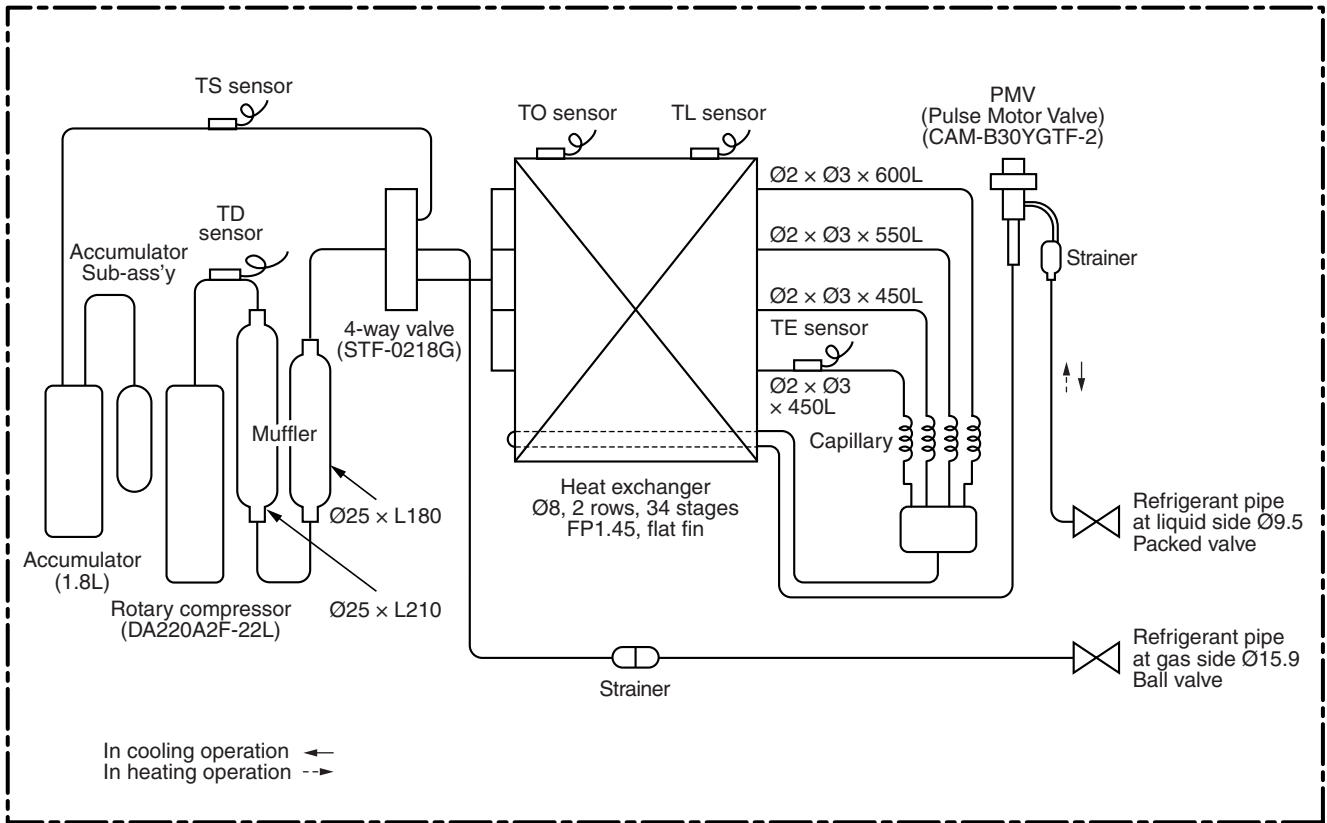 TS sensor
TO sensor
TL sensor
PMV
(Pulse Motor Valve)
(CAM-B30YGTF-2)
Ø2 × Ø3 × 600L
TD
sensor
Accumulator
Sub-ass'y
Ø2 × Ø3 × 550L
Strainer
Ø2 × Ø3 × 450L
4-way valve
(STF-0218G)
TE sensor
Ø2 × Ø3
× 450L
Muffler
Capillary
Heat exchanger
Ø8, 2 rows, 34 stages
FP1.45, flat fin
Ø25 × L180
Refrigerant pipe
at liquid side Ø9.5
Packed valve
Accumulator
(1.8L)
Rotary compressor
(DA220A2F-22L)
Ø25 × L210
Refrigerant pipe
at gas side Ø15.9
Ball valve
Strainer
In cooling operation
In heating operation